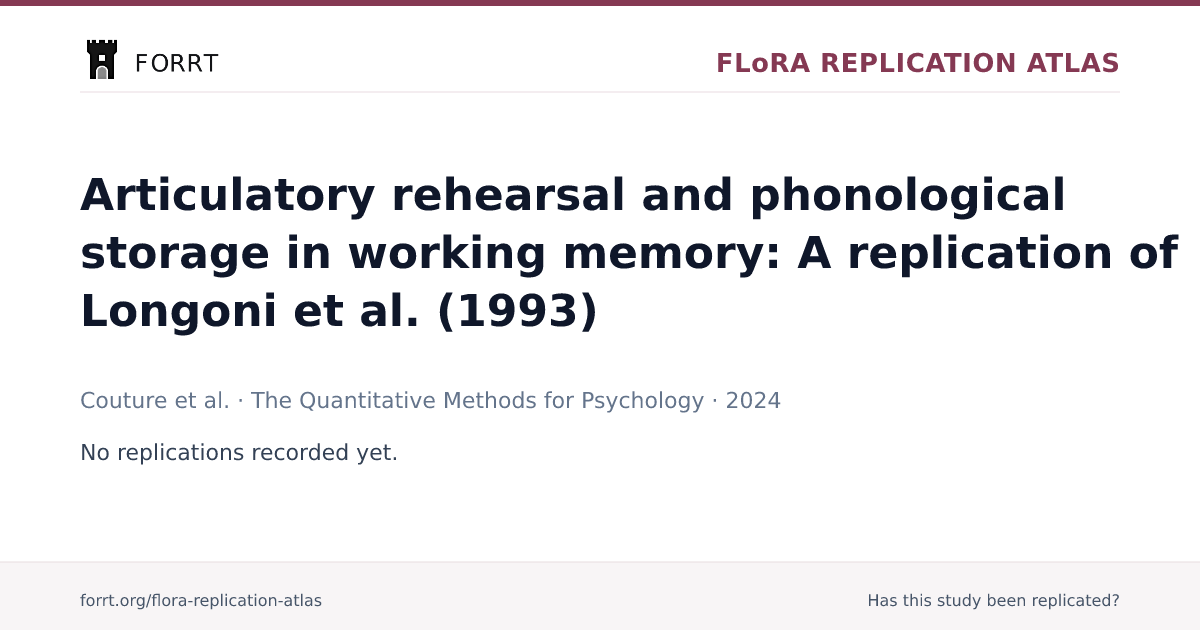 FORRT
FLoRA REPLICATION ATLAS
Articulatory rehearsal and phonological
storage in working memory: A replication of
Longoni et al. (1993)
Couture et al. · The Quantitative Methods for Psychology · 2024
No replications recorded yet.
forrt.org/flora-replication-atlas
Has this study been replicated?